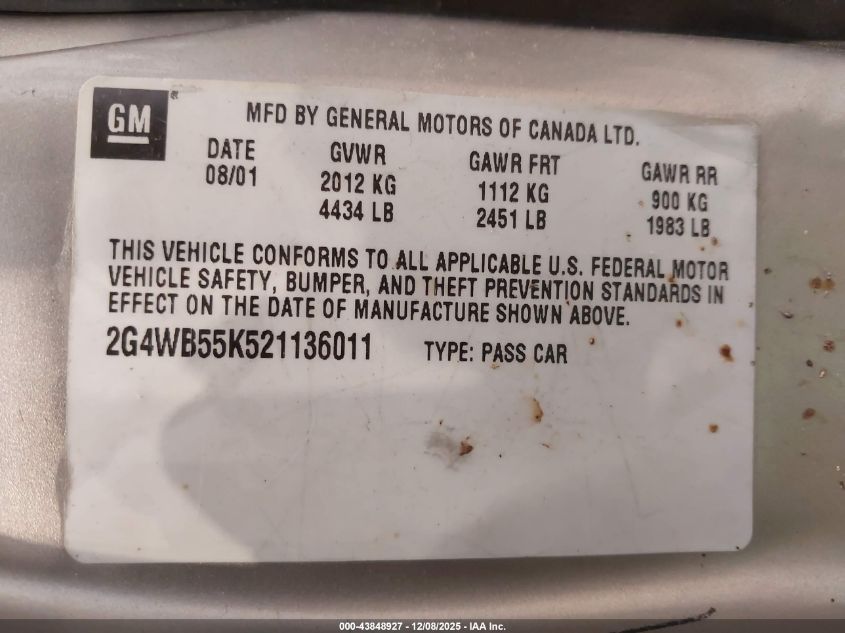 GM
MFD BY GENERAL MOTORS OF CANADA LTD.
DATE GVWR GAWR FRT GAWR RR
08/01 2012 KG 1112 KG 900 KG
4434 LB 2451 LB 1983 LB
THIS VEHICLE CONFORMS TO ALL APPLICABLE U.S. FEDERAL MOTOR
VEHICLE SAFETY, BUMPER, AND THEFT PREVENTION STANDARDS IN
EFFECT ON THE DATE OF MANUFACTURE SHOWN ABOVE.
2G4WB55K521136011 TYPE: PASS CAR
000-43848927 - 12/08/2025 - IAA Inc.